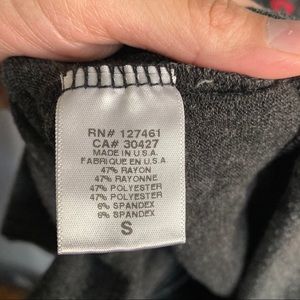 RN# 127461
CA# 30427
MADE IN U.S.A.
FABRIQUE EN U.S.A
47% RAYON
47% RAYONNE
47% POLYESTER
47% POLYESTER
6% SPANDEX
6% SPANDEX
S